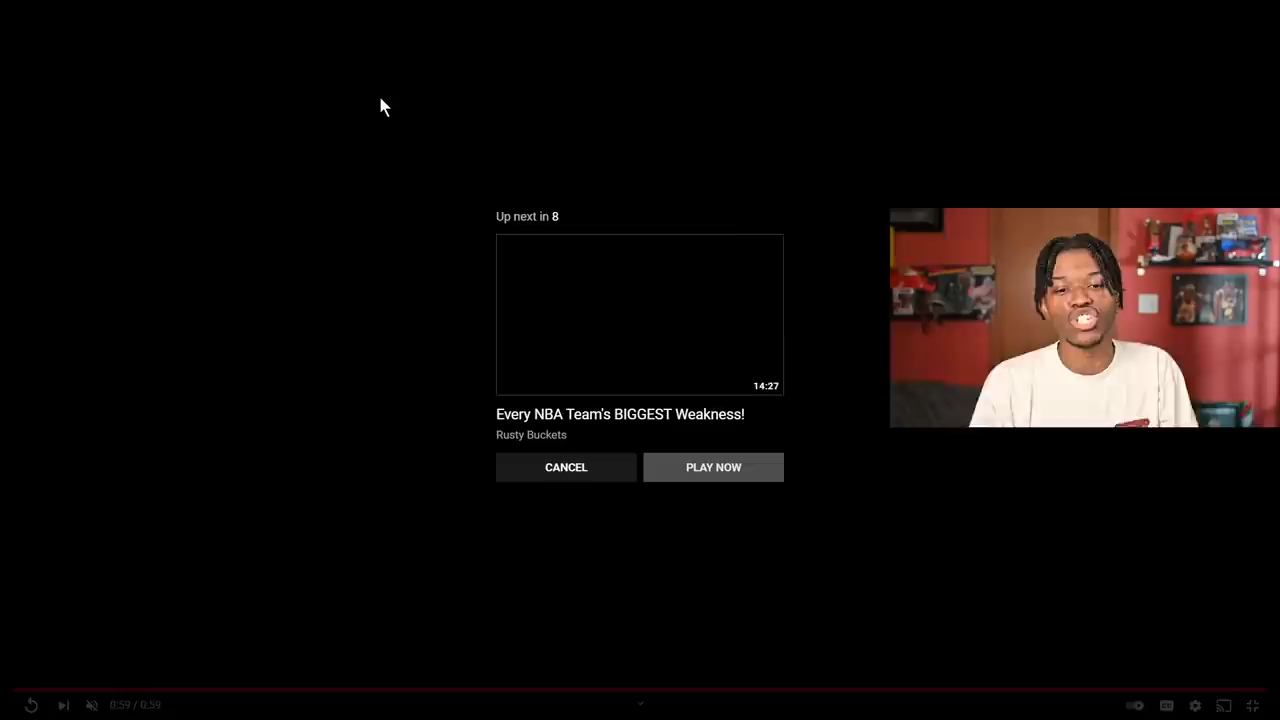 Up next in 8
14:27
Every NBA Team's BIGGEST Weakness!
Rusty Buckets
CANCEL
PLAY NOW
0:59 / 0:59